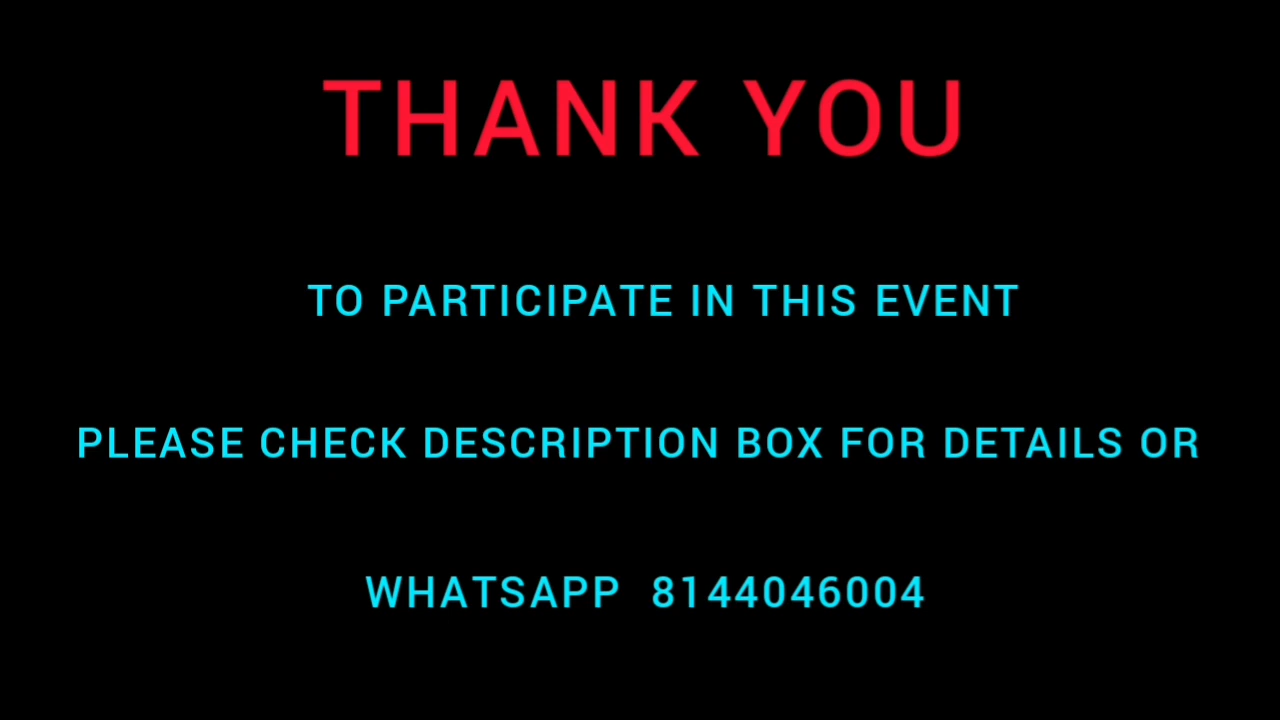 THANK YOU
TO PARTICIPATE IN THIS EVENT
PLEASE CHECK DESCRIPTION BOX FOR DETAILS OR
WHATSAPP 8144046004